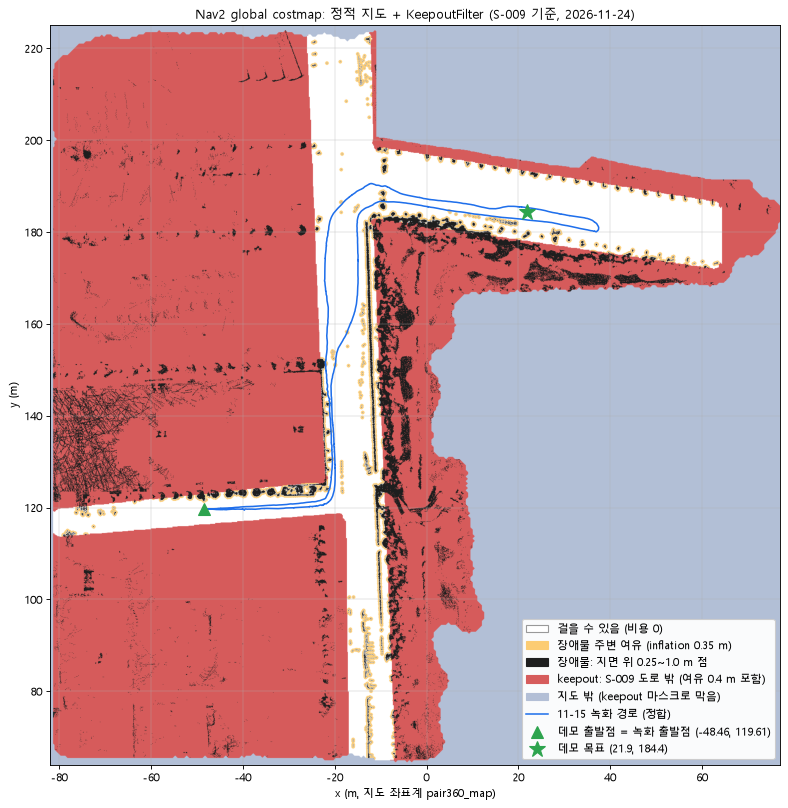 Nav2 global costmap: 정적 지도 + KeepoutFilter (S-009 기준, 2026-11-24)
y (m)
220
200
180
160
140
120
100
80
-80 -60 -40 -20 0 20 40 60
x (m, 지도 좌표계 pair360_map)
걸을 수 있음 (비용 0)
장애물 주변 여유 (inflation 0.35 m)
장애물: 지면 위 0.25~1.0 m 점
keepout: S-009 도로 밖 (여유 0.4 m 포함)
지도 밖 (keepout 마스크로 막음)
11-15 녹화 경로 (정합)
데모 출발점 = 녹화 출발점 (-48.46, 119.61)
데모 목표 (21.9, 184.4)